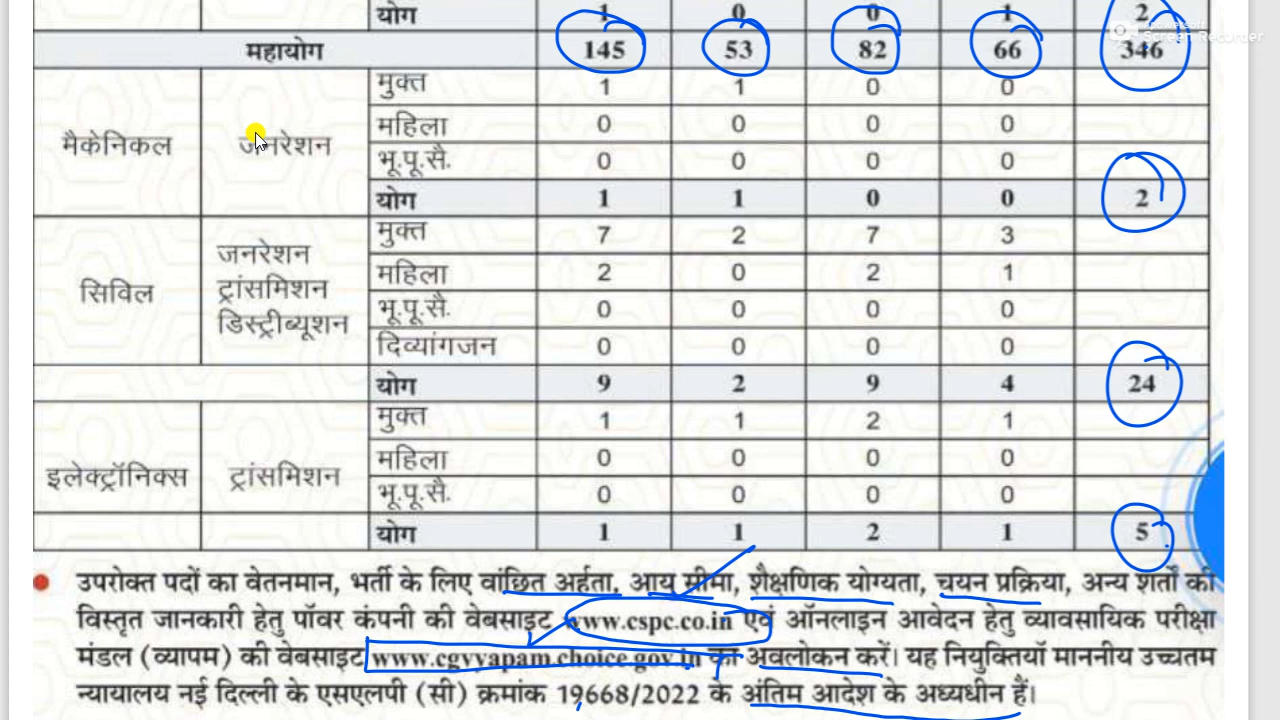 योग 1 0 0 1 2
Screen Recorder
महायोग 145 53 82 66 346
मुक्त 1 1 0 0
महिला 0 0 0 0
मैकेनिकल जनरेशन
भू.पू.सै. 0 0 0 0
योग 1 1 0 0 2
मुक्त 7 2 7 3
जनरेशन
महिला 2 0 2 1
सिविल ट्रांसमिशन
भू.पू.सै. 0 0 0 0
डिस्ट्रीब्यूशन
दिव्यांगजन 0 0 0 0
योग 9 2 9 4 24
मुक्त 1 1 2 1
महिला 0 0 0 0
इलेक्ट्रॉनिक्स ट्रांसमिशन
भू.पू.सै. 0 0 0 0
योग 1 1 2 1 5
उपरोक्त पदों का वेतनमान, भर्ती के लिए वांछित अर्हता, आयु सीमा, शैक्षणिक योग्यता, चयन प्रक्रिया, अन्य शर्तों की
विस्तृत जानकारी हेतु पॉवर कंपनी की वेबसाइट www.cspc.co.in एवं ऑनलाइन आवेदन हेतु व्यावसायिक परीक्षा
मंडल (व्यापम) की वेबसाइट www.cgvyapam.choice.gov.in का अवलोकन करें। यह नियुक्तियाँ माननीय उच्चतम
न्यायालय नई दिल्ली के एसएलपी (सी) क्रमांक 19668/2022 के अंतिम आदेश के अध्यधीन हैं।